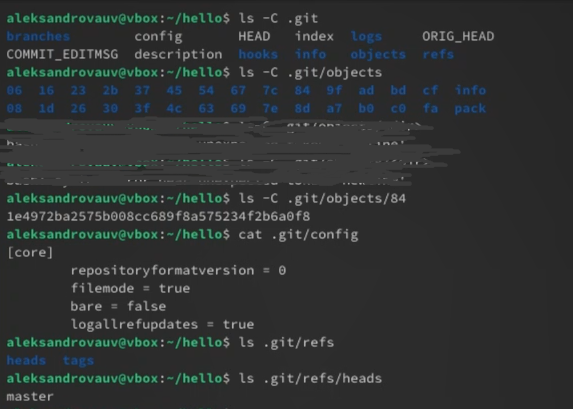 aleksandrovauv@vbox:~/hello$ ls -C .git
branches config HEAD index logs ORIG_HEAD
COMMIT_EDITMSG description hooks info objects refs
aleksandrovauv@vbox:~/hello$ ls -C .git/objects
06 16 23 2b 37 45 54 67 7c 84 9f ad bd cf info
08 1d 26 30 3f 4c 63 69 7e 8d a7 b0 c0 fa pack
aleksandrovauv@vbox:~/hello$ ls -C .git/objects/84
1e4972ba2575b008cc689f8a575234f2b6a0f8
aleksandrovauv@vbox:~/hello$ cat .git/config
[core]
repositoryformatversion = 0
filemode = true
bare = false
logallrefupdates = true
aleksandrovauv@vbox:~/hello$ ls .git/refs
heads tags
aleksandrovauv@vbox:~/hello$ ls .git/refs/heads
master